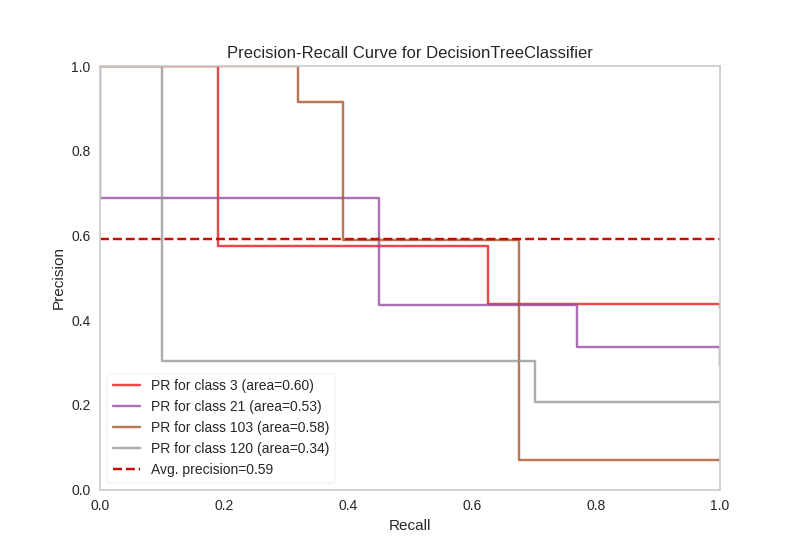 Precision-Recall Curve for DecisionTreeClassifier
1.0
0.8
0.6
0.4
0.2
0.0
Precision
PR for class 3 (area=0.60)
PR for class 21 (area=0.53)
PR for class 103 (area=0.58)
PR for class 120 (area=0.34)
Avg. precision=0.59
0.0 0.2 0.4 0.6 0.8 1.0
Recall